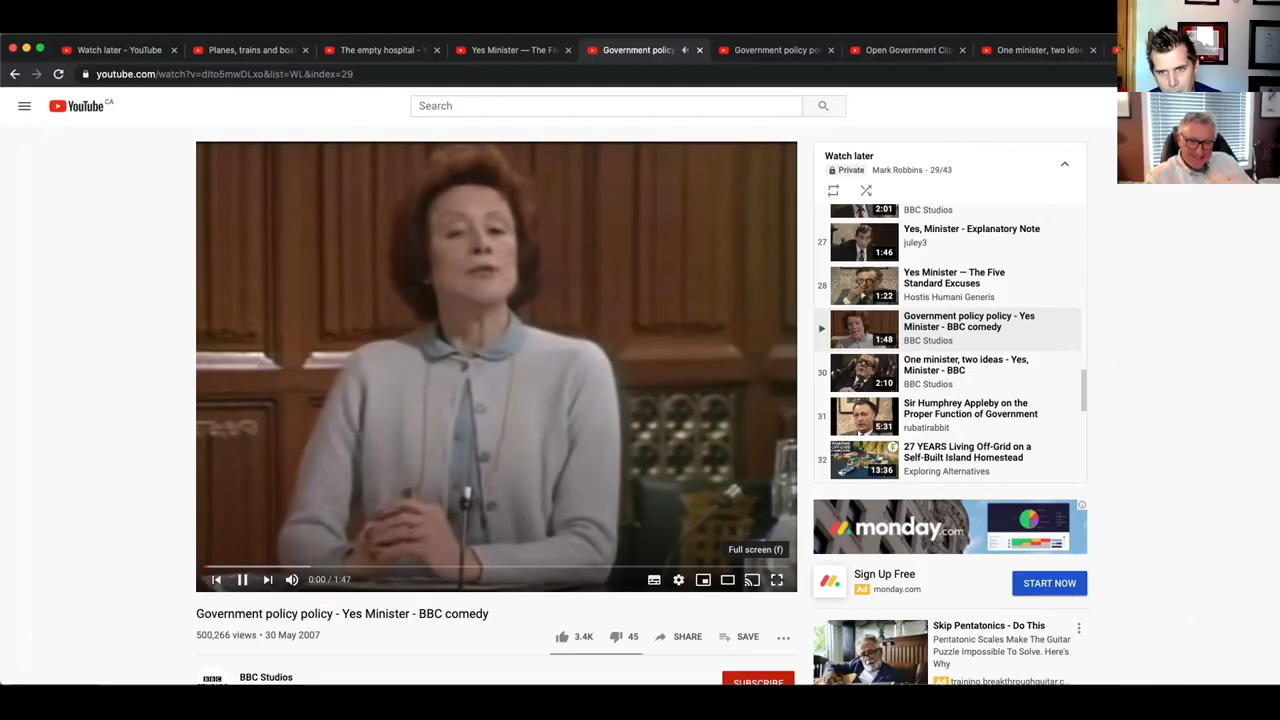 Watch later - YouTube
Planes, trains and boa
The empty hospital -
Yes Minister — The Fi
Government policy
Government policy po
Open Government Cli
One minister, two idea
youtube.com/watch?v=dIto5mwDLxo&list=WL&index=29
YouTube CA
Search
Watch later
Private Mark Robbins - 29/43
2:01
BBC Studios
27
Yes, Minister - Explanatory Note
juley3
1:46
28
Yes Minister — The Five
Standard Excuses
Hostis Humani Generis
1:22
Government policy policy - Yes
Minister - BBC comedy
BBC Studios
1:48
30
One minister, two ideas - Yes,
Minister - BBC
BBC Studios
2:10
31
Sir Humphrey Appleby on the
Proper Function of Government
rubatirabbit
5:31
32
27 YEARS Living Off-Grid on a
Self-Built Island Homestead
Exploring Alternatives
13:36
monday.com
Sign Up Free
Ad monday.com
START NOW
Skip Pentatonics - Do This
Pentatonic Scales Make The Guitar
Puzzle Impossible To Solve. Here's
Why
Ad training.breakthroughguitar.c...
Full screen (f)
0:00 / 1:47
Government policy policy - Yes Minister - BBC comedy
500,266 views • 30 May 2007
3.4K
45
SHARE
SAVE
BBC
BBC Studios
SUBSCRIBE